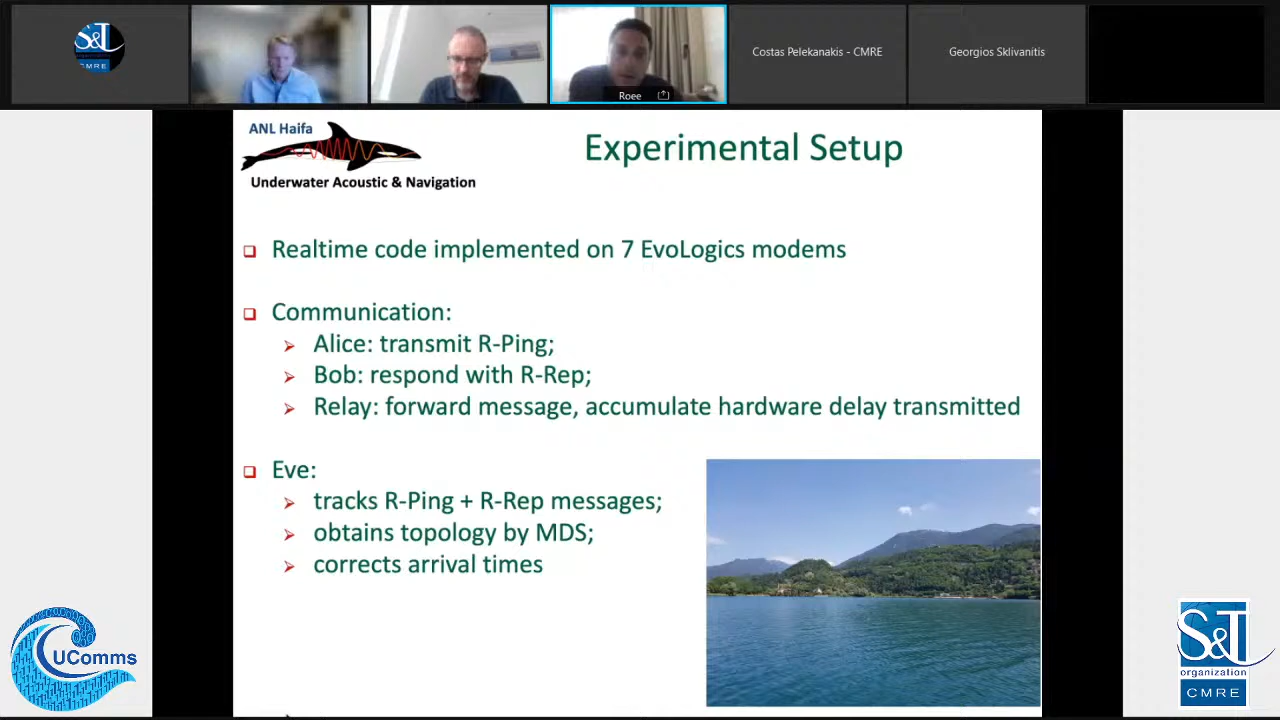 S&T
CMRE
Roee
Costas Pelekanakis - CMRE
Georgios Sklivanitis
ANL Haifa
Underwater Acoustic & Navigation
Experimental Setup
Realtime code implemented on 7 EvoLogics modems
Communication:
Alice: transmit R-Ping;
Bob: respond with R-Rep;
Relay: forward message, accumulate hardware delay transmitted
Eve:
tracks R-Ping + R-Rep messages;
obtains topology by MDS;
corrects arrival times
UComms
S&T
organization
CMRE